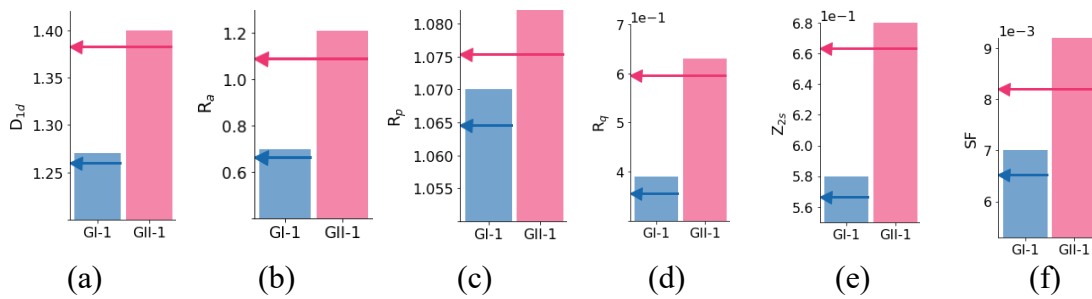 1.40
1.35
1.30
1.25
D1d
GI-1 GII-1
(a)
1.2
1.0
0.8
0.6
Ra
GI-1 GII-1
(b)
1.080
1.075
1.070
1.065
1.060
1.055
Rp
GI-1 GII-1
(c)
1e−1
7
6
5
4
Rq
GI-1 GII-1
(d)
1e−1
6.8
6.6
6.4
6.2
6.0
5.8
5.6
Z2s
GI-1 GII-1
(e)
1e−3
9
8
7
6
SF
GI-1 GII-1
(f)